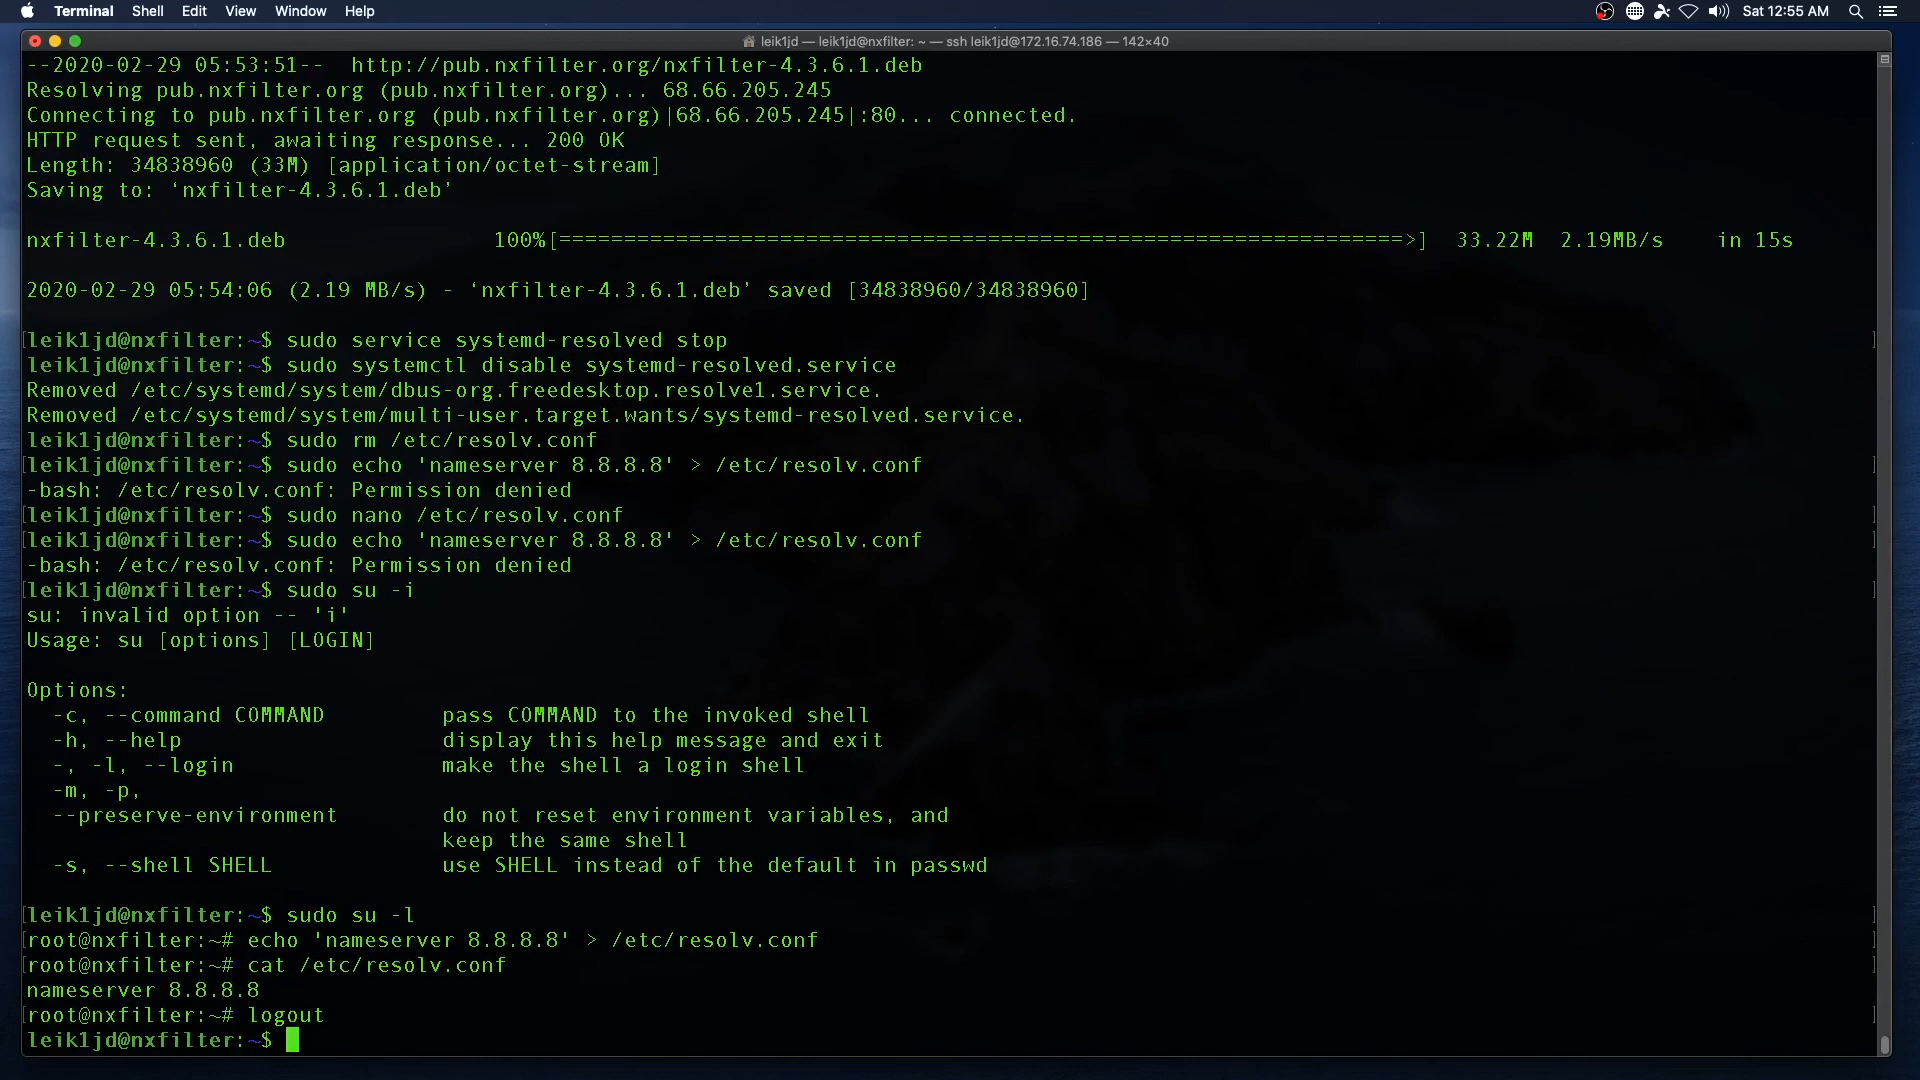 Terminal Shell Edit View Window Help Sat 12:55 AM
leik1jd — leik1jd@nxfilter: ~ — ssh leik1jd@172.16.74.186 — 142×40
--2020-02-29 05:53:51--  http://pub.nxfilter.org/nxfilter-4.3.6.1.deb
Resolving pub.nxfilter.org (pub.nxfilter.org)... 68.66.205.245
Connecting to pub.nxfilter.org (pub.nxfilter.org)|68.66.205.245|:80... connected.
HTTP request sent, awaiting response... 200 OK
Length: 34838960 (33M) [application/octet-stream]
Saving to: ‘nxfilter-4.3.6.1.deb’
nxfilter-4.3.6.1.deb                100%[=================================================================>]  33.22M  2.19MB/s    in 15s
2020-02-29 05:54:06 (2.19 MB/s) - ‘nxfilter-4.3.6.1.deb’ saved [34838960/34838960]
[leik1jd@nxfilter:~$ sudo service systemd-resolved stop ]
leik1jd@nxfilter:~$ sudo systemctl disable systemd-resolved.service
Removed /etc/systemd/system/dbus-org.freedesktop.resolve1.service.
Removed /etc/systemd/system/multi-user.target.wants/systemd-resolved.service.
leik1jd@nxfilter:~$ sudo rm /etc/resolv.conf
[leik1jd@nxfilter:~$ sudo echo 'nameserver 8.8.8.8' > /etc/resolv.conf ]
-bash: /etc/resolv.conf: Permission denied
[leik1jd@nxfilter:~$ sudo nano /etc/resolv.conf ]
[leik1jd@nxfilter:~$ sudo echo 'nameserver 8.8.8.8' > /etc/resolv.conf ]
-bash: /etc/resolv.conf: Permission denied
[leik1jd@nxfilter:~$ sudo su -i ]
su: invalid option -- 'i'
Usage: su [options] [LOGIN]
Options:
  -c, --command COMMAND         pass COMMAND to the invoked shell
  -h, --help                    display this help message and exit
  -, -l, --login                make the shell a login shell
  -m, -p,
  --preserve-environment        do not reset environment variables, and
                                keep the same shell
  -s, --shell SHELL             use SHELL instead of the default in passwd
[leik1jd@nxfilter:~$ sudo su -l ]
[root@nxfilter:~# echo 'nameserver 8.8.8.8' > /etc/resolv.conf ]
[root@nxfilter:~# cat /etc/resolv.conf ]
nameserver 8.8.8.8
[root@nxfilter:~# logout ]
leik1jd@nxfilter:~$